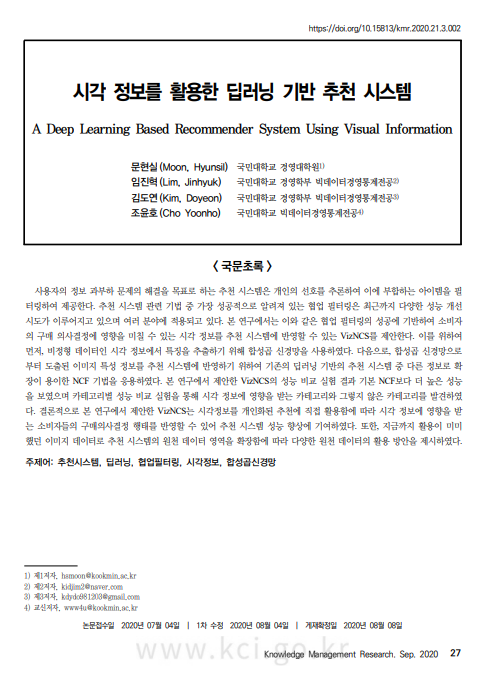 https://doi.org/10.15813/kmr.2020.21.3.002
시각 정보를 활용한 딥러닝 기반 추천 시스템
A Deep Learning Based Recommender System Using Visual Information
문현실(Moon, Hyunsil) 국민대학교 경영대학원1)
임진혁(Lim, Jinhyuk) 국민대학교 경영학부 빅데이터경영통계전공2)
김도연(Kim, Doyeon) 국민대학교 경영학부 빅데이터경영통계전공3)
조윤호(Cho Yoonho) 국민대학교 빅데이터경영통계전공4)
< 국문초록 >
사용자의 정보 과부하 문제의 해결을 목표로 하는 추천 시스템은 개인의 선호를 추론하여 이에 부합하는 아이템을 필
터링하여 제공한다. 추천 시스템 관련 기법 중 가장 성공적으로 알려져 있는 협업 필터링은 최근까지 다양한 성능 개선
시도가 이루어지고 있으며 여러 분야에 적용되고 있다. 본 연구에서는 이와 같은 협업 필터링의 성공에 기반하여 소비자
의 구매 의사결정에 영향을 미칠 수 있는 시각 정보를 추천 시스템에 반영할 수 있는 VizNCS를 제안한다. 이를 위하여
먼저, 비정형 데이터인 시각 정보에서 특징을 추출하기 위해 합성곱 신경망을 사용하였다. 다음으로, 합성곱 신경망으로
부터 도출된 이미지 특성 정보를 추천 시스템에 반영하기 위하여 기존의 딥러닝 기반의 추천 시스템 중 다른 정보로 확
장이 용이한 NCF 기법을 응용하였다. 본 연구에서 제안한 VizNCS의 성능 비교 실험 결과 기본 NCF보다 더 높은 성능
을 보였으며 카테고리별 성능 비교 실험을 통해 시각 정보에 영향을 받는 카테고리와 그렇지 않은 카테고리를 발견하였
다. 결론적으로 본 연구에서 제안한 VizNCS는 시각정보를 개인화된 추천에 직접 활용함에 따라 시각 정보에 영향을 받
는 소비자들의 구매의사결정 행태를 반영할 수 있어 추천 시스템 성능 향상에 기여하였다. 또한, 지금까지 활용이 미미
했던 이미지 데이터로 추천 시스템의 원천 데이터 영역을 확장함에 따라 다양한 원천 데이터의 활용 방안을 제시하였다.
주제어: 추천시스템, 딥러닝, 협업필터링, 시각정보, 합성곱신경망
1) 제1저자, hsmoon@kookmin.ac.kr
2) 제2저자, kidjim2@naver.com
3) 제3저자, kdydo981203@gmail.com
4) 교신저자, www4u@kookmin.ac.kr
논문접수일 2020년 07월 04일 | 1차 수정 2020년 08월 04일 | 게재확정일 2020년 08월 08일
www.kci.go.kr
Knowledge Management Research. Sep. 2020 27